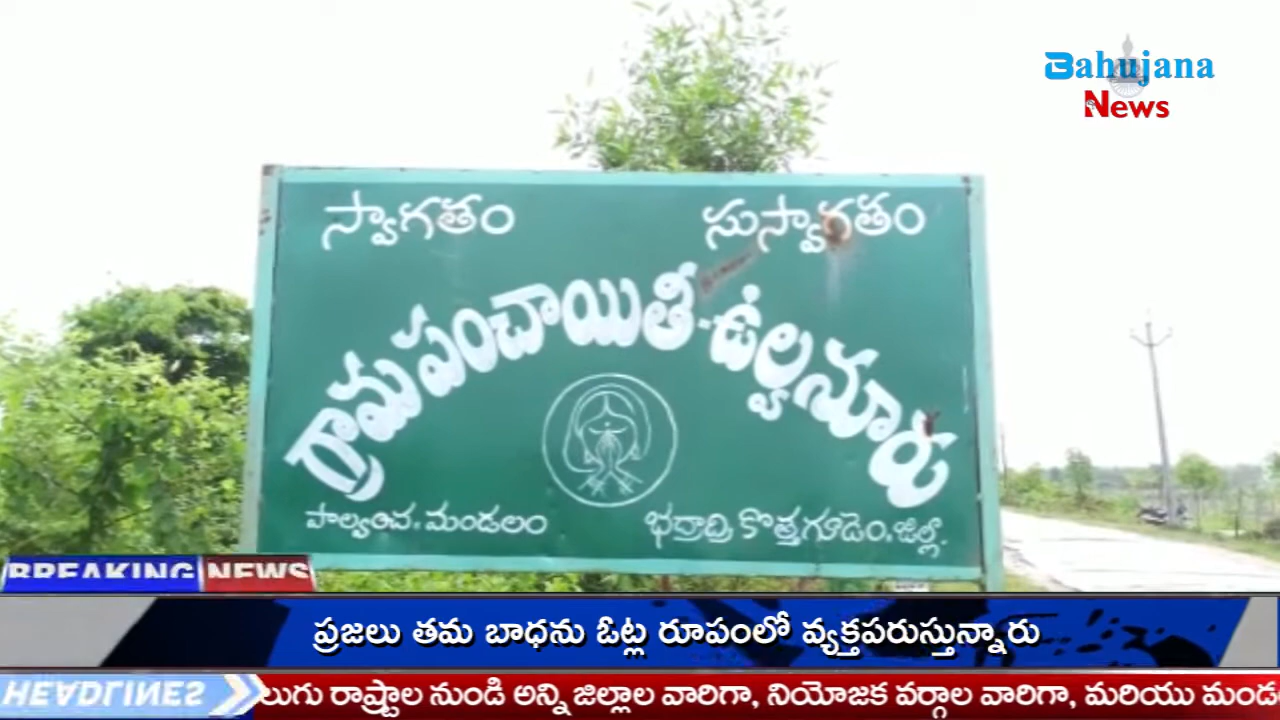 Bahujana
News
స్వాగతం సుస్వాగతం
గ్రామపంచాయితీ-ఉల్వనూరు
పాల్వంచ. మండలం భద్రాద్రి కొత్తగూడెం.జిల్లా.
BREAKING NEWS
ప్రజలు తమ బాధను ఓట్ల రూపంలో వ్యక్తపరుస్తున్నారు
HEADLINES
లుగు రాష్ట్రాల నుండి అన్ని జిల్లాల వారిగా, నియోజక వర్గాల వారిగా, మరియు మండ